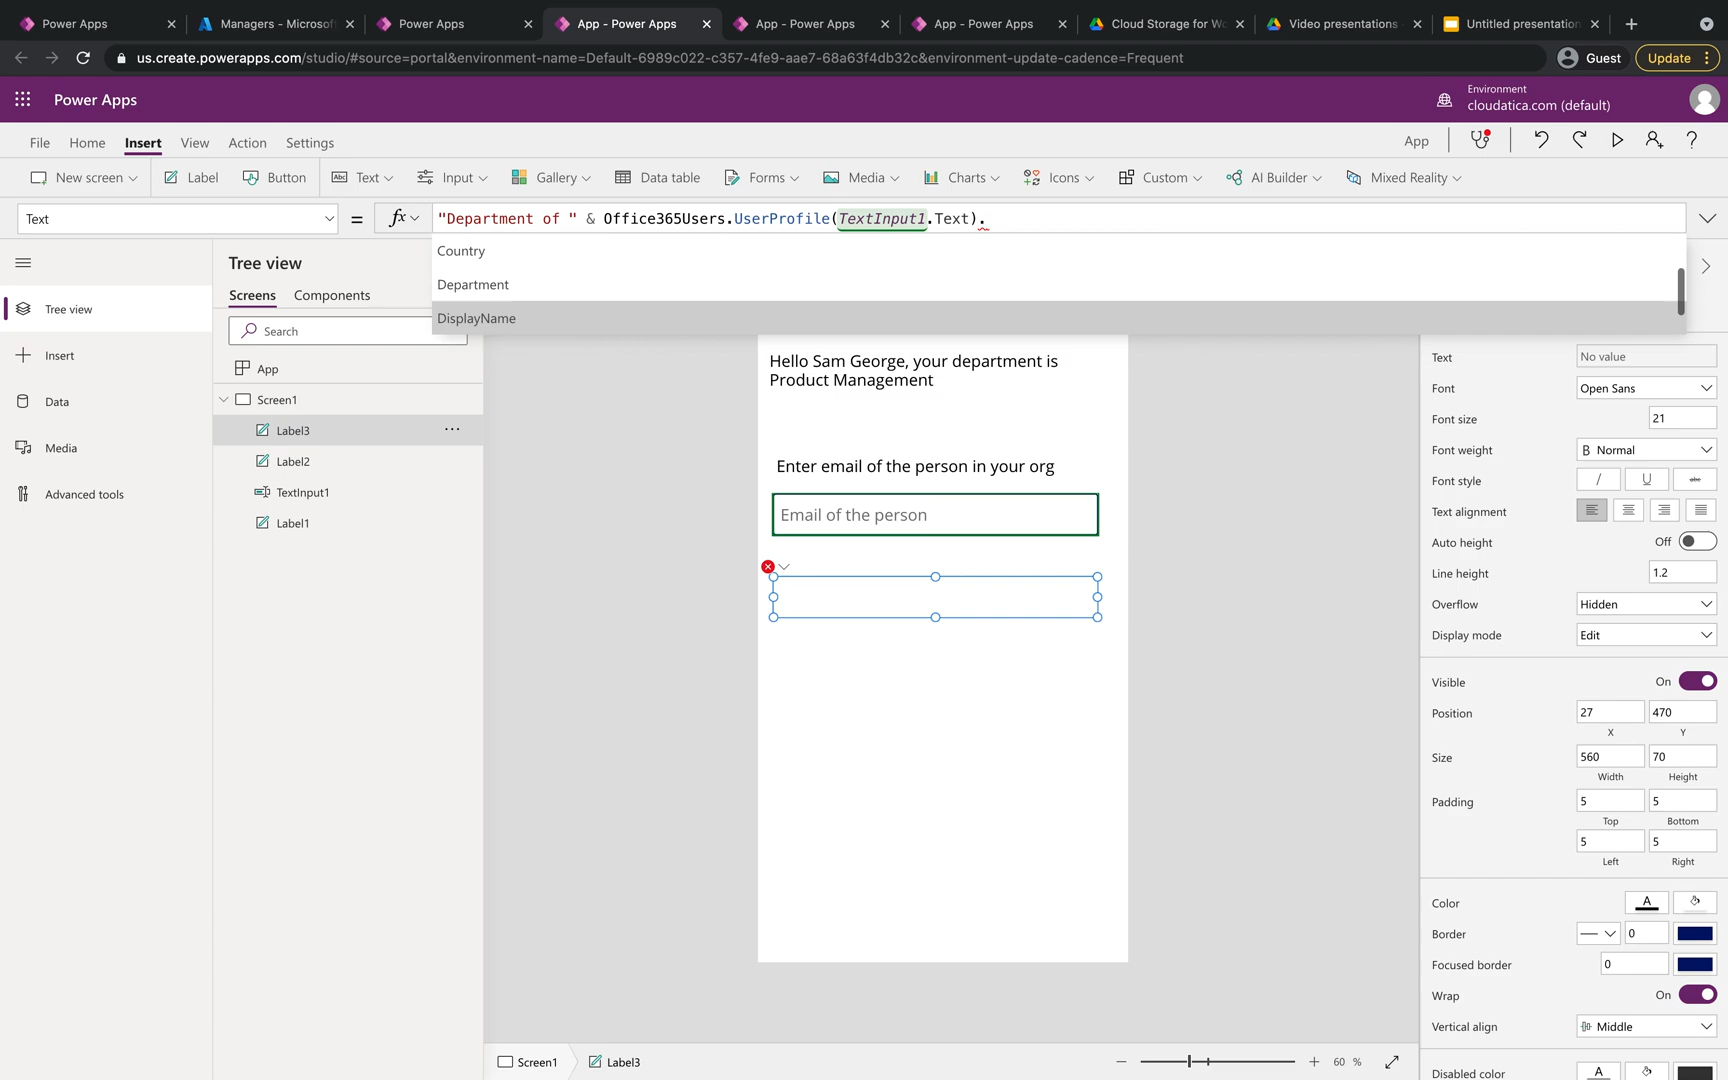 Power Apps
Managers - Microsof
Power Apps
App - Power Apps
App - Power Apps
App - Power Apps
Cloud Storage for Wo
Video presentations
Untitled presentation
us.create.powerapps.com/studio/#source=portal&environment-name=Default-6989c022-c357-4fe9-aae7-68a63f4db32c&environment-update-cadence=Frequent
Guest
Update
Power Apps
Environment
cloudatica.com (default)
File
Home
Insert
View
Action
Settings
App
New screen
Label
Button
Text
Input
Gallery
Data table
Forms
Media
Charts
Icons
Custom
AI Builder
Mixed Reality
Text
=
fx
"Department of " & Office365Users.UserProfile(TextInput1.Text).
Country
Department
DisplayName
Tree view
Insert
Data
Media
Advanced tools
Tree view
Screens
Components
Search
App
Screen1
Label3
Label2
TextInput1
Label1
Hello Sam George, your department is
Product Management
Enter email of the person in your org
Email of the person
Text
No value
Font
Open Sans
Font size
21
Font weight
B Normal
Font style
/
U
abc
Text alignment
Auto height
Off
Line height
1.2
Overflow
Hidden
Display mode
Edit
Visible
On
Position
27
470
X
Y
Size
560
70
Width
Height
Padding
5
5
Top
Bottom
5
5
Left
Right
Color
A
Border
0
Focused border
0
Wrap
On
Vertical align
Middle
Disabled color
A
Screen1
Label3
60 %